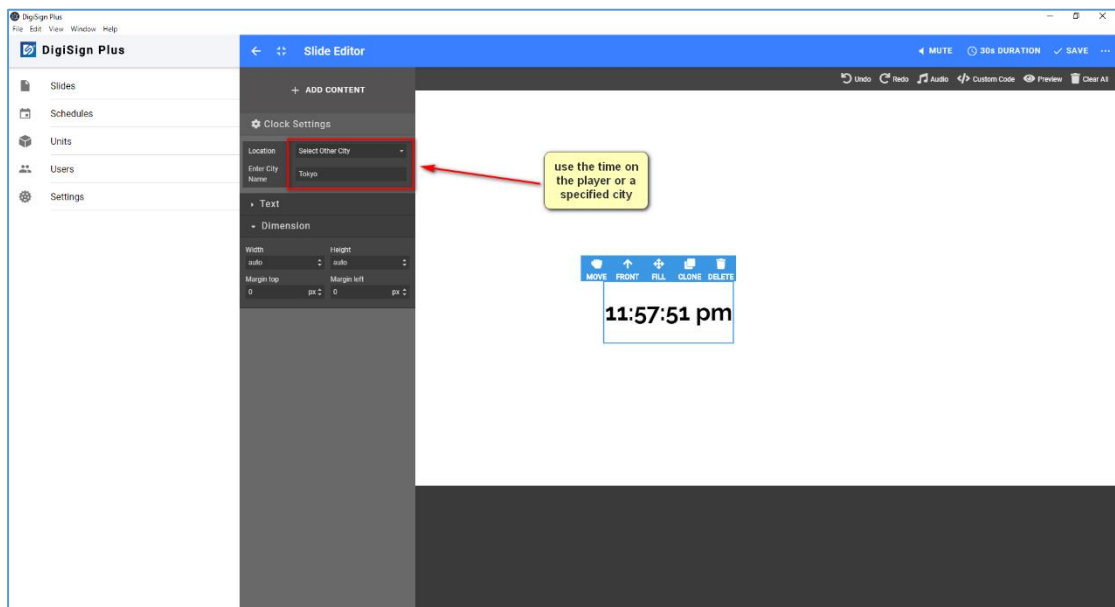 DigiSign Plus
File Edit View Window Help
DigiSign Plus
Slide Editor
MUTE
30s DURATION
SAVE
Slides
Schedules
Units
Users
Settings
+ ADD CONTENT
Undo Redo Audio Custom Code Preview Clear All
Clock Settings
Location
Select Other City
Enter City
Name
Tokyo
Text
Dimension
Width Height
auto auto
Margin top Margin left
0 px 0 px
use the time on
the player or a
specified city
MOVE FRONT FILL CLONE DELETE
11:57:51 pm